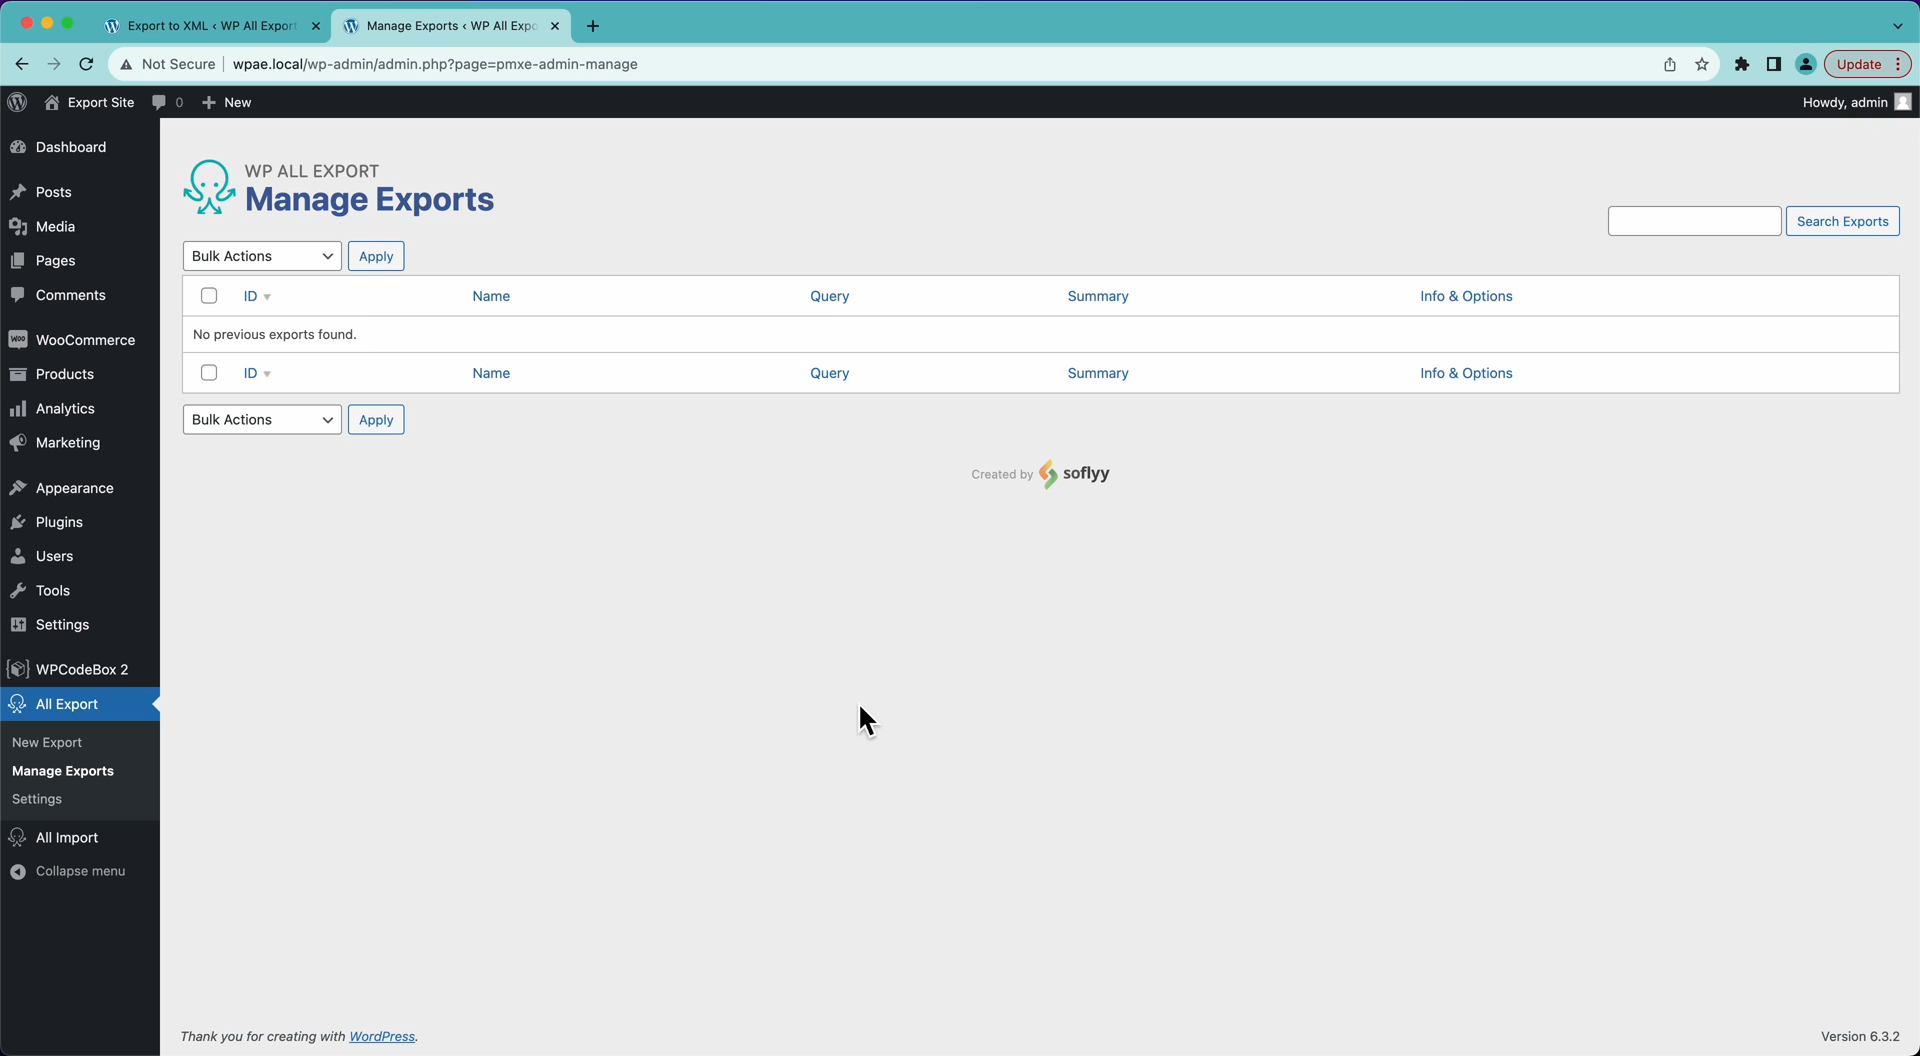 Export to XML ‹ WP All Export
Manage Exports ‹ WP All Expo
Not Secure wpae.local/wp-admin/admin.php?page=pmxe-admin-manage
Update
Export Site 0 New
Howdy, admin
Dashboard
Posts
Media
Pages
Comments
WooCommerce
Products
Analytics
Marketing
Appearance
Plugins
Users
Tools
Settings
WPCodeBox 2
All Export
New Export
Manage Exports
Settings
All Import
Collapse menu
WP ALL EXPORT
Manage Exports
Search Exports
Bulk Actions Apply
ID Name Query Summary Info & Options
No previous exports found.
ID Name Query Summary Info & Options
Bulk Actions Apply
Created by soflyy
Thank you for creating with WordPress.
Version 6.3.2